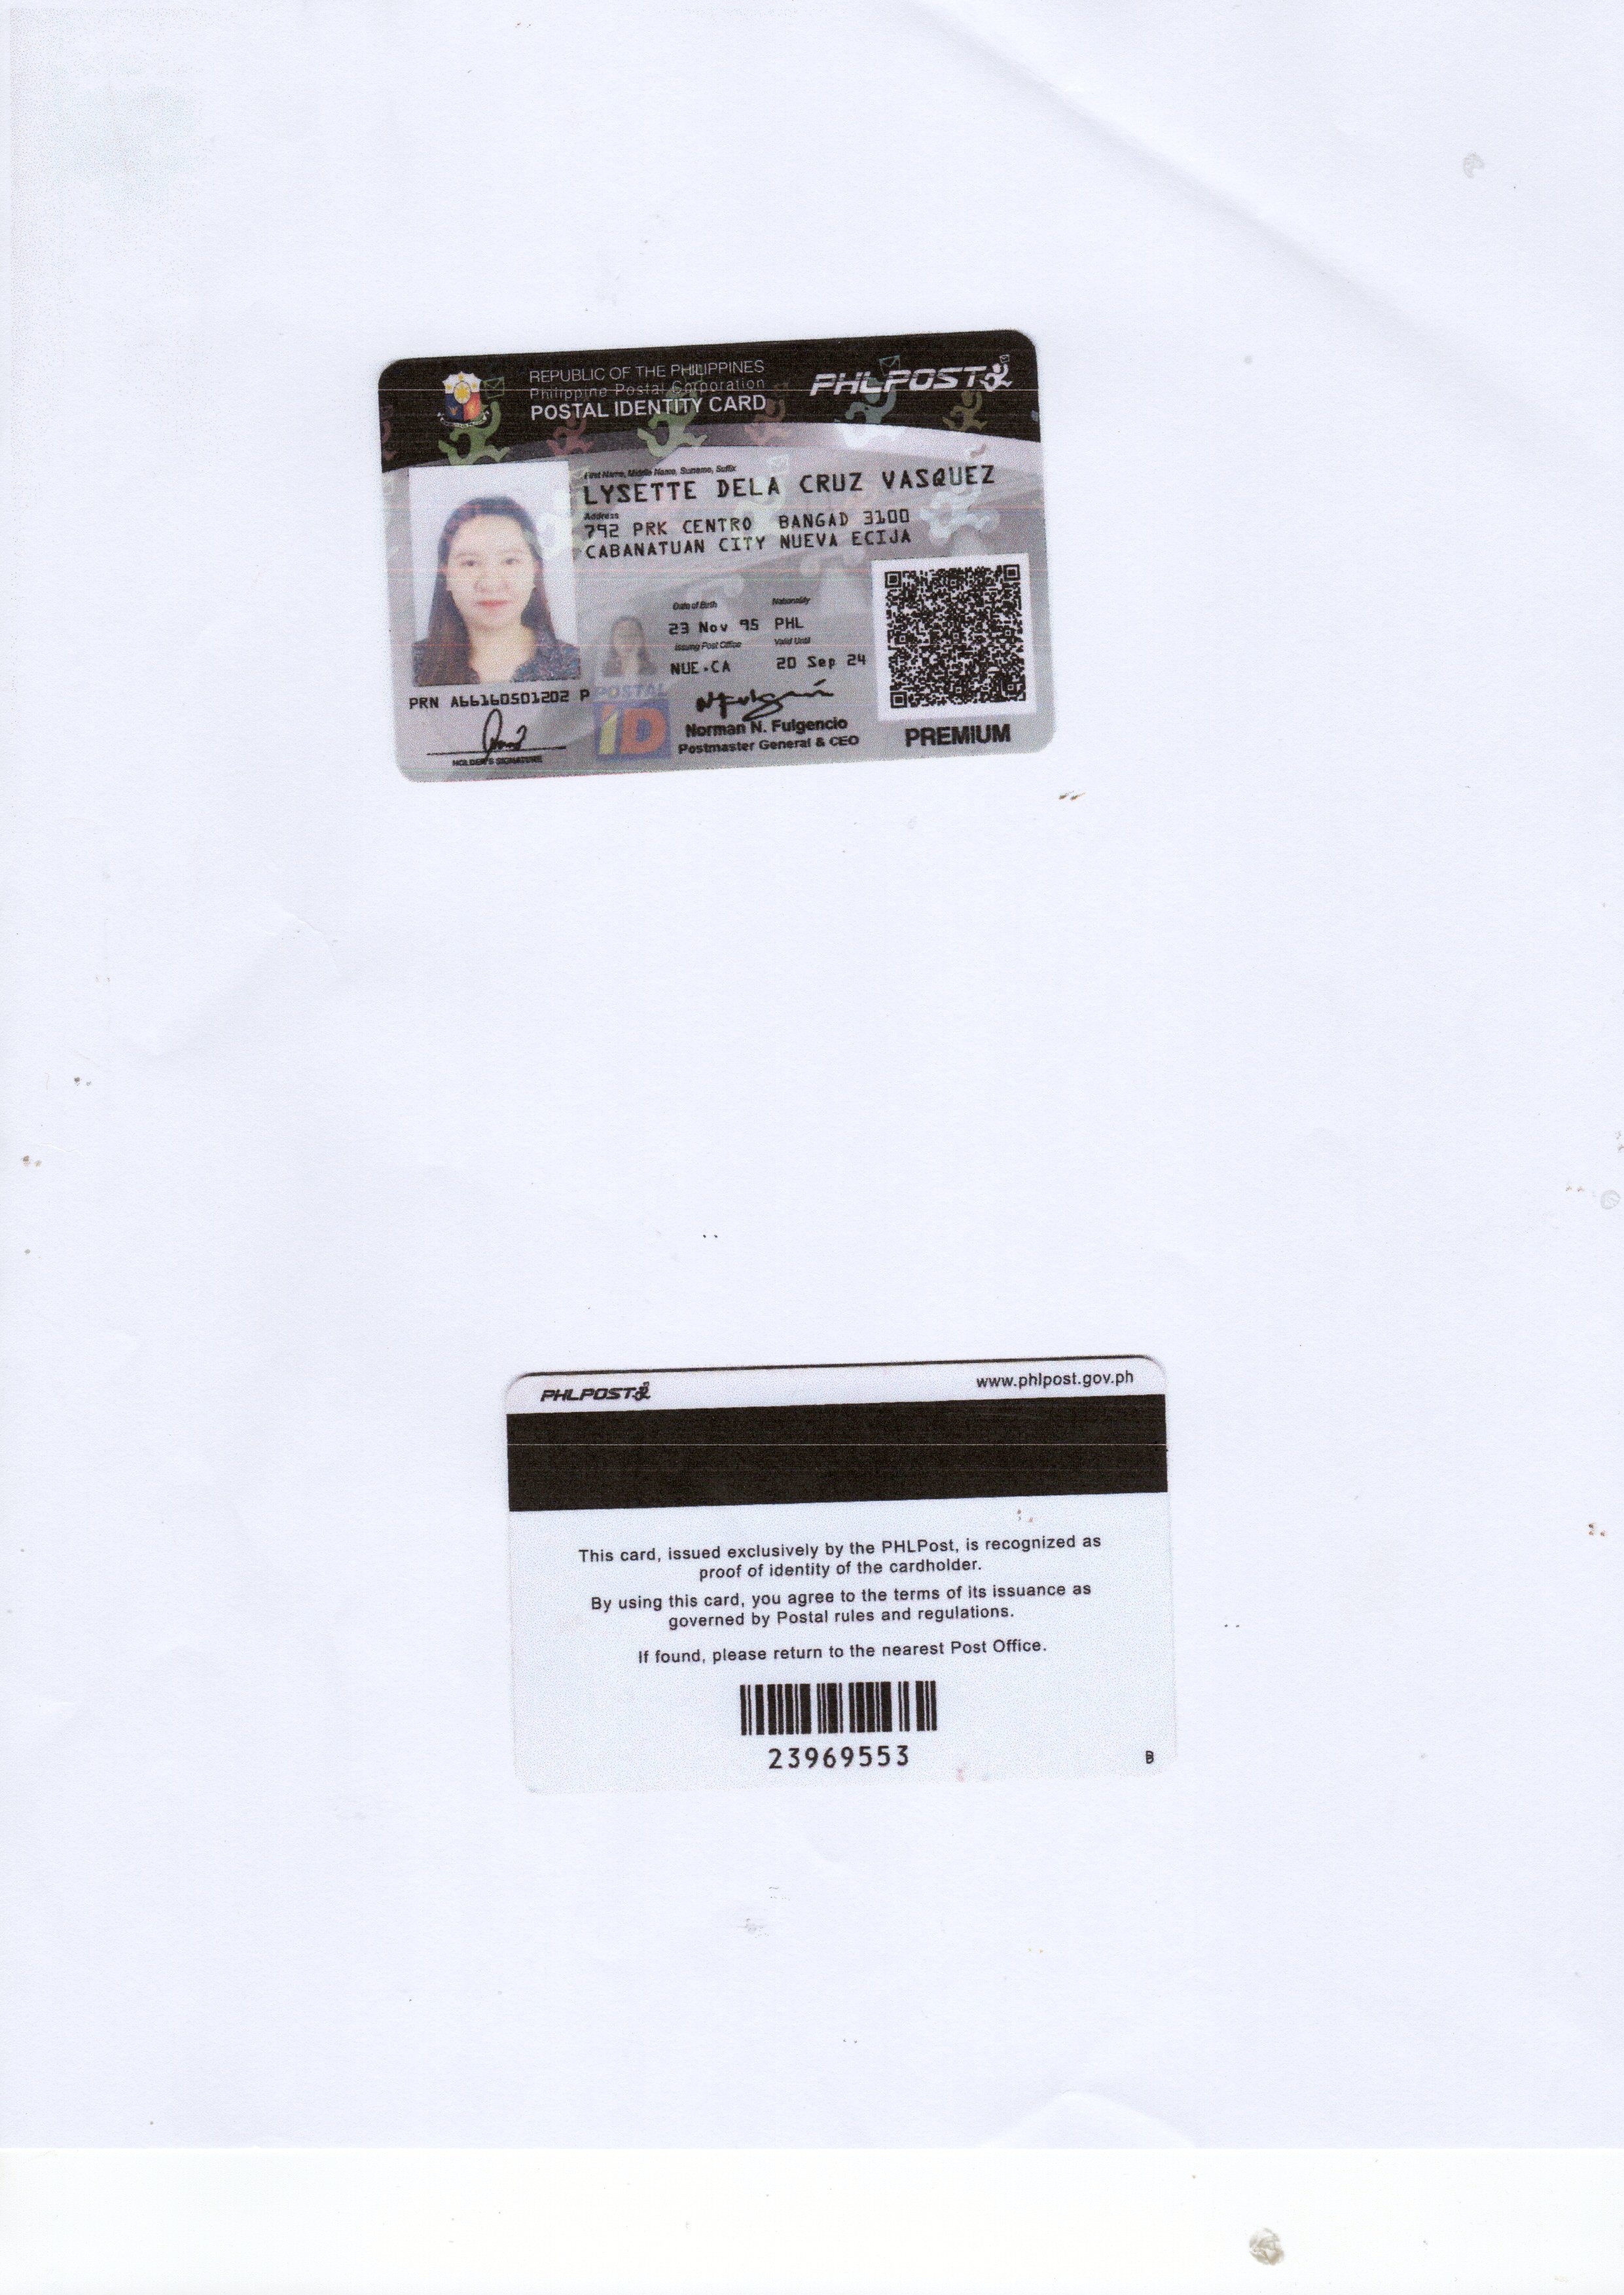 REPUBLIC OF THE PHILIPPINES
Philippine Postal Corporation
POSTAL IDENTITY CARD
PHLPOST
First Name, Middle Name, Surname, Suffix
LYSETTE DELA CRUZ VASQUEZ
Address
792 PRK CENTRO BANGAD 3100
CABANATUAN CITY NUEVA ECIJA
Date of Birth Nationality
23 Nov 95 PHL
Issuing Post Office Valid Until
NUE-CA 20 Sep 24
PRN A66160501202 P
POSTAL
iD
Norman N. Fulgencio
Postmaster General & CEO
PREMIUM
HOLDER'S SIGNATURE
PHLPOST
www.phlpost.gov.ph
This card, issued exclusively by the PHLPost, is recognized as
proof of identity of the cardholder.
By using this card, you agree to the terms of its issuance as
governed by Postal rules and regulations.
If found, please return to the nearest Post Office.
23969553
B